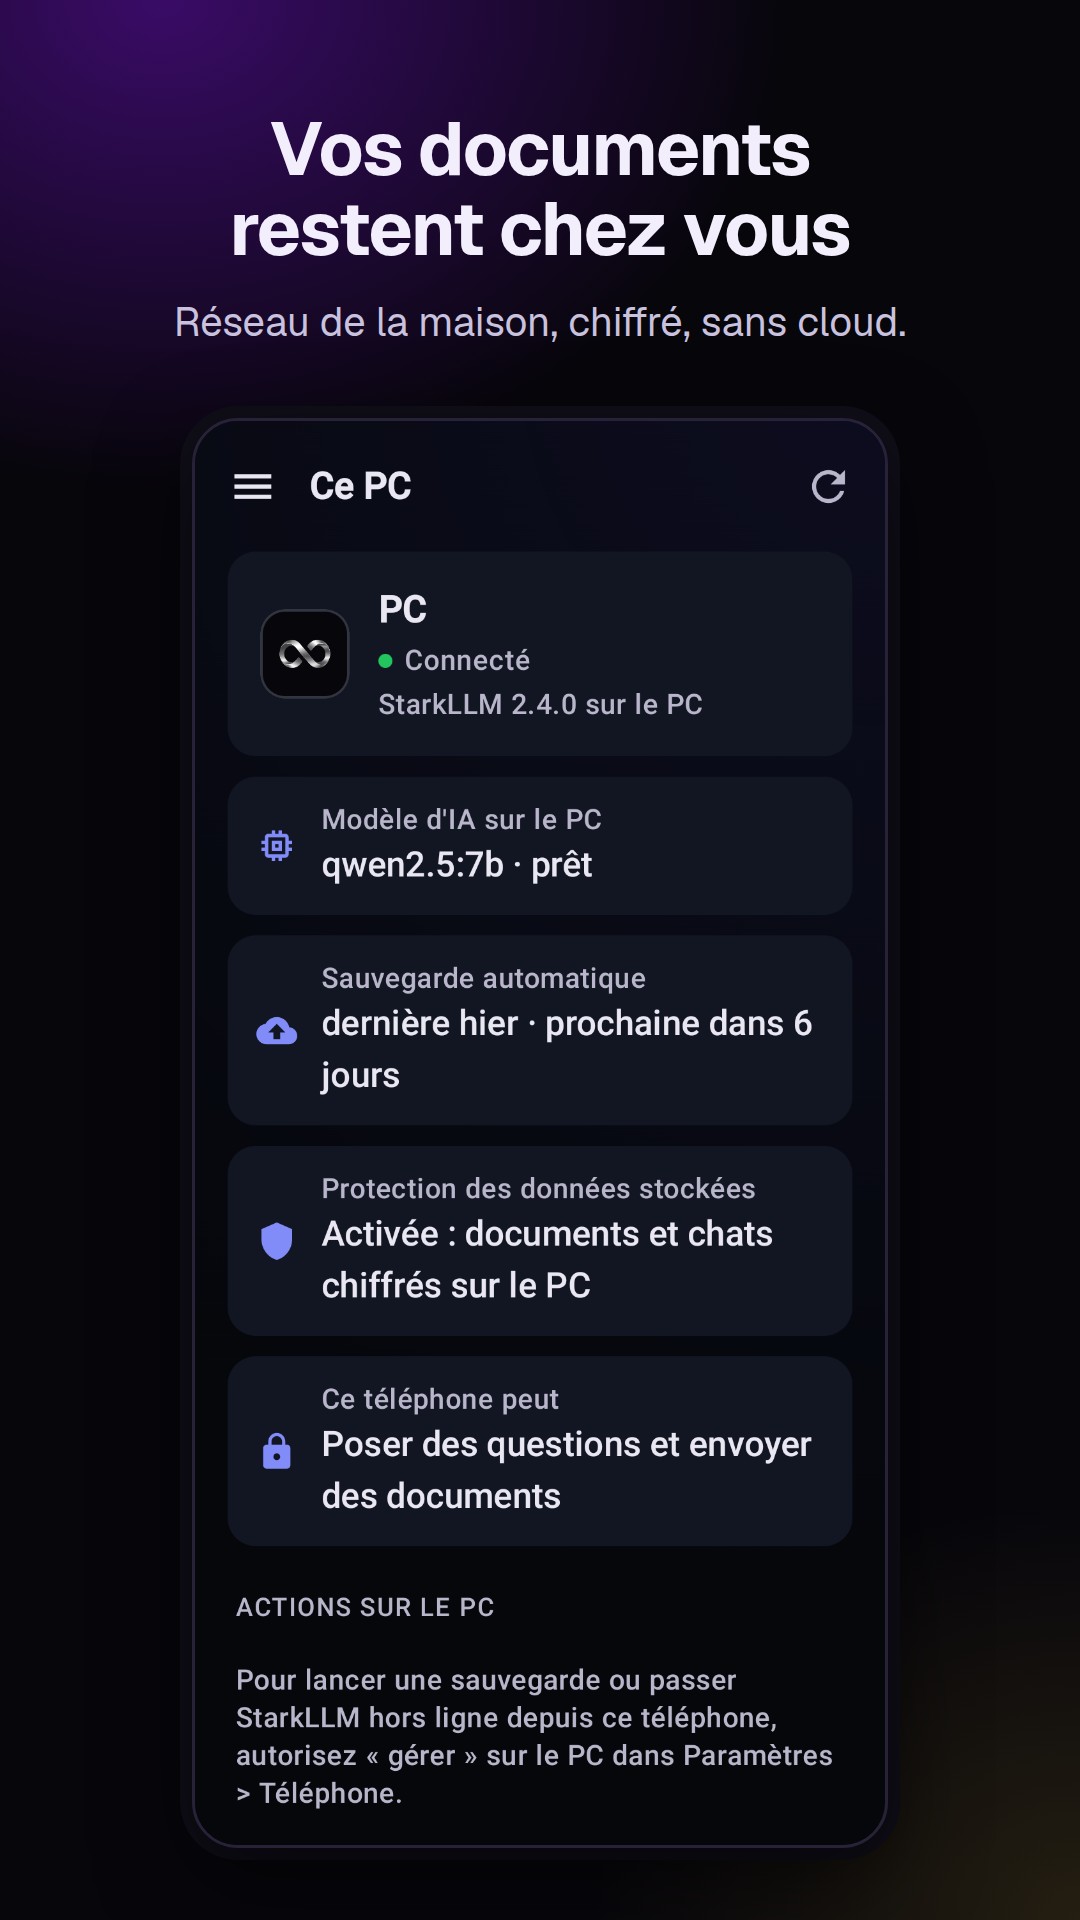 Vos documents
restent chez vous
Réseau de la maison, chiffré, sans cloud.
Ce PC
PC
Connecté
StarkLLM 2.4.0 sur le PC
Modèle d'IA sur le PC
qwen2.5:7b · prêt
Sauvegarde automatique
dernière hier · prochaine dans 6
jours
Protection des données stockées
Activée : documents et chats
chiffrés sur le PC
Ce téléphone peut
Poser des questions et envoyer
des documents
ACTIONS SUR LE PC
Pour lancer une sauvegarde ou passer
StarkLLM hors ligne depuis ce téléphone,
autorisez « gérer » sur le PC dans Paramètres
> Téléphone.